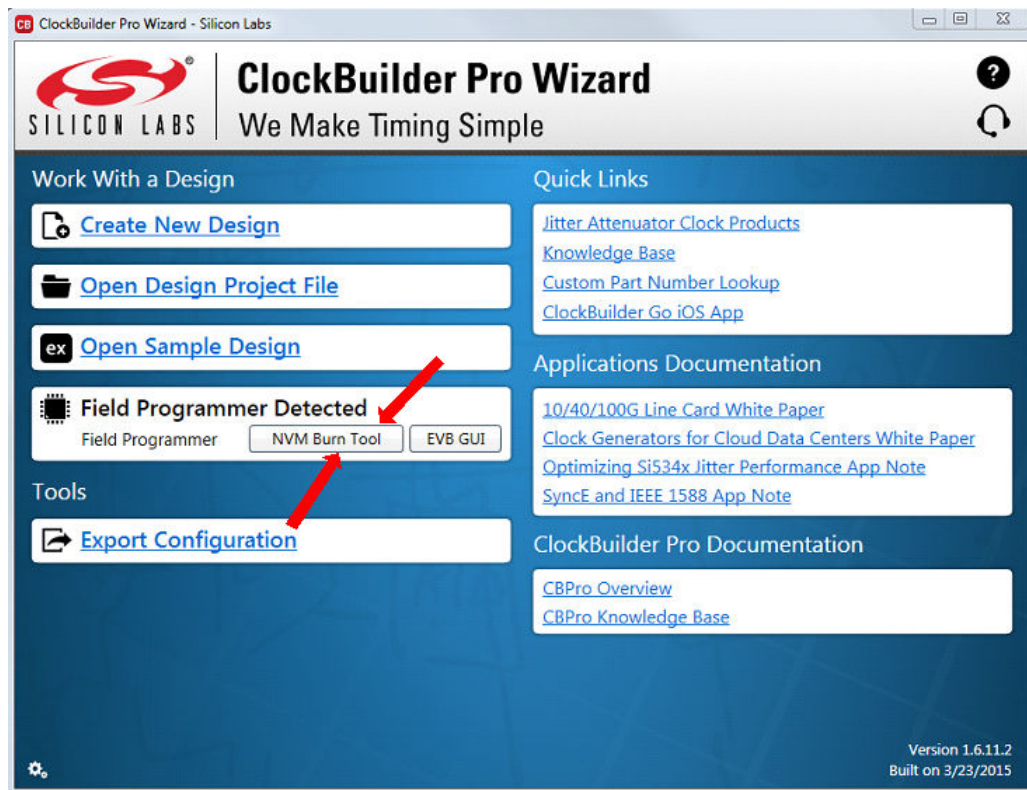 CB ClockBuilder Pro Wizard - Silicon Labs
SILICON LABS
ClockBuilder Pro Wizard
We Make Timing Simple
?
Work With a Design
Create New Design
Open Design Project File
ex Open Sample Design
Field Programmer Detected
Field Programmer NVM Burn Tool EVB GUI
Tools
Export Configuration
Quick Links
Jitter Attenuator Clock Products
Knowledge Base
Custom Part Number Lookup
ClockBuilder Go iOS App
Applications Documentation
10/40/100G Line Card White Paper
Clock Generators for Cloud Data Centers White Paper
Optimizing Si534x Jitter Performance App Note
SyncE and IEEE 1588 App Note
ClockBuilder Pro Documentation
CBPro Overview
CBPro Knowledge Base
Version 1.6.11.2
Built on 3/23/2015